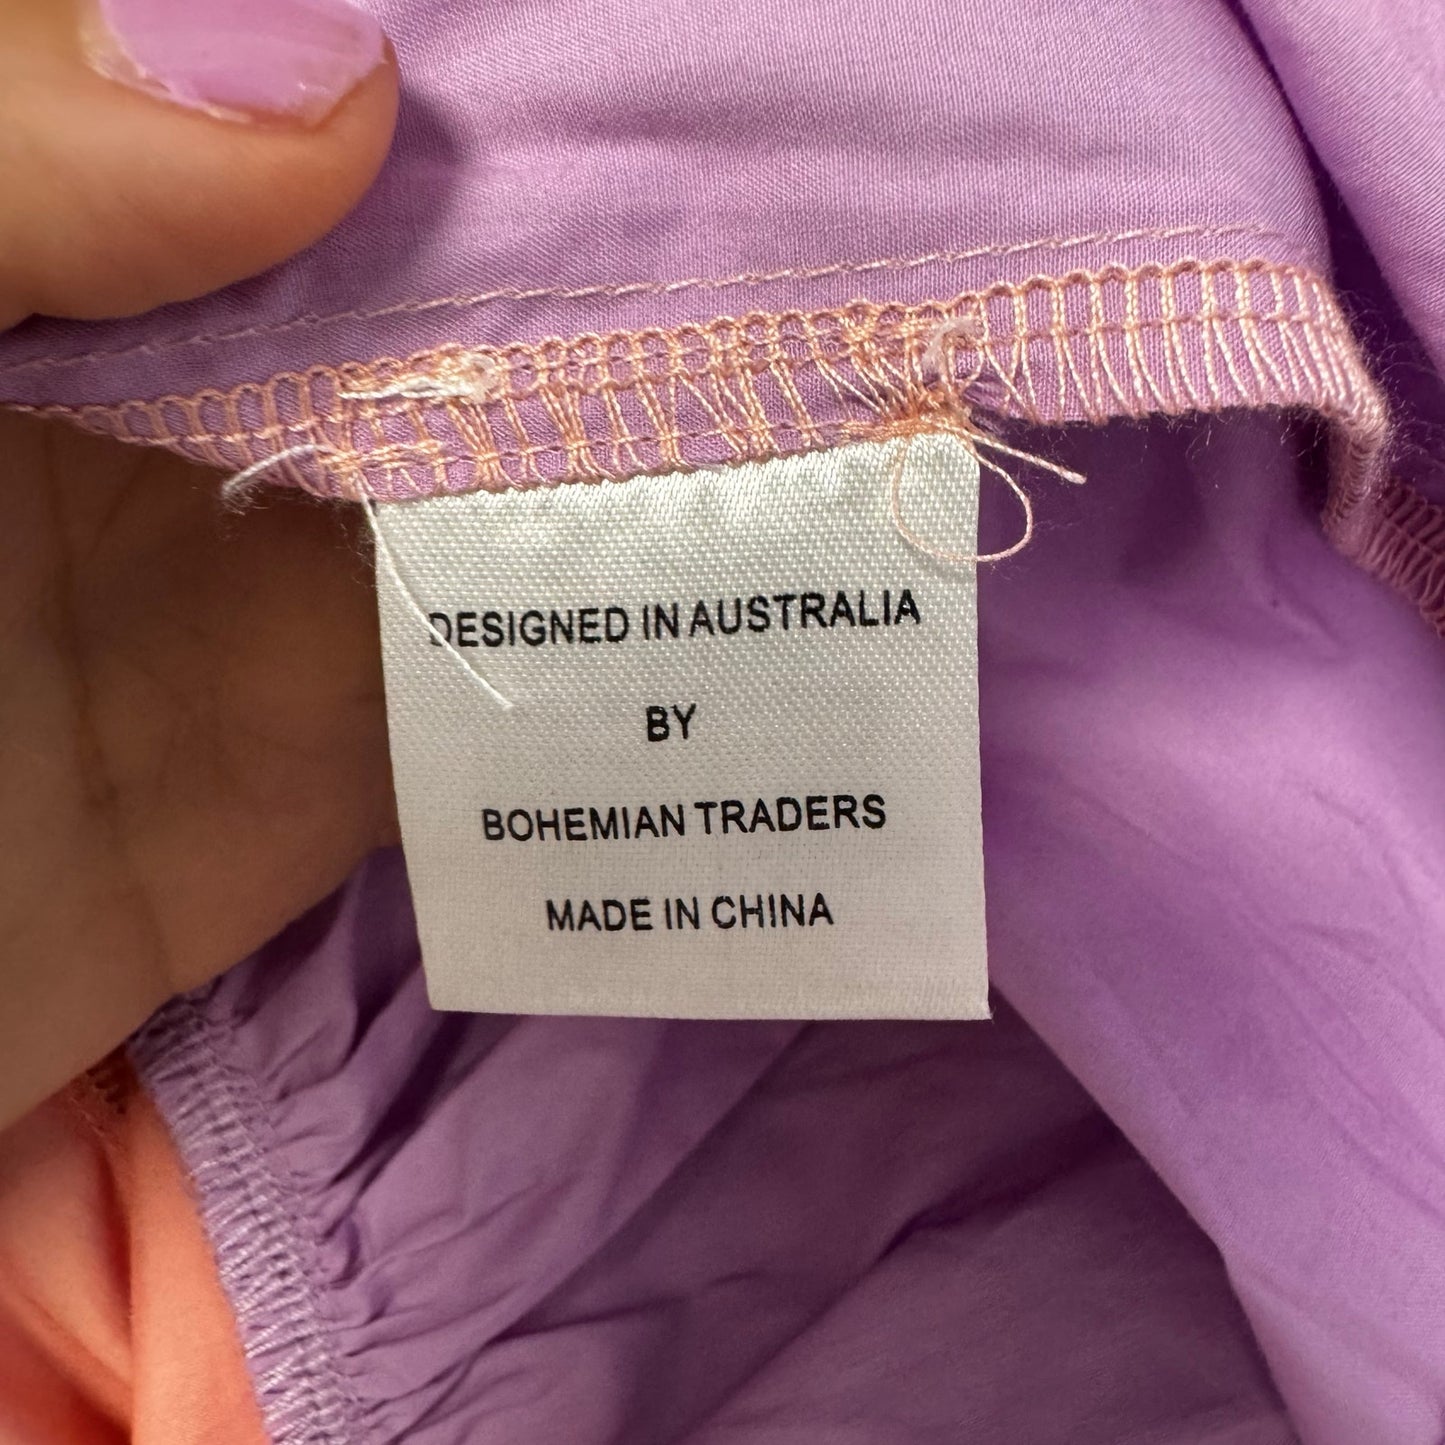 DESIGNED IN AUSTRALIA
BY
BOHEMIAN TRADERS
MADE IN CHINA